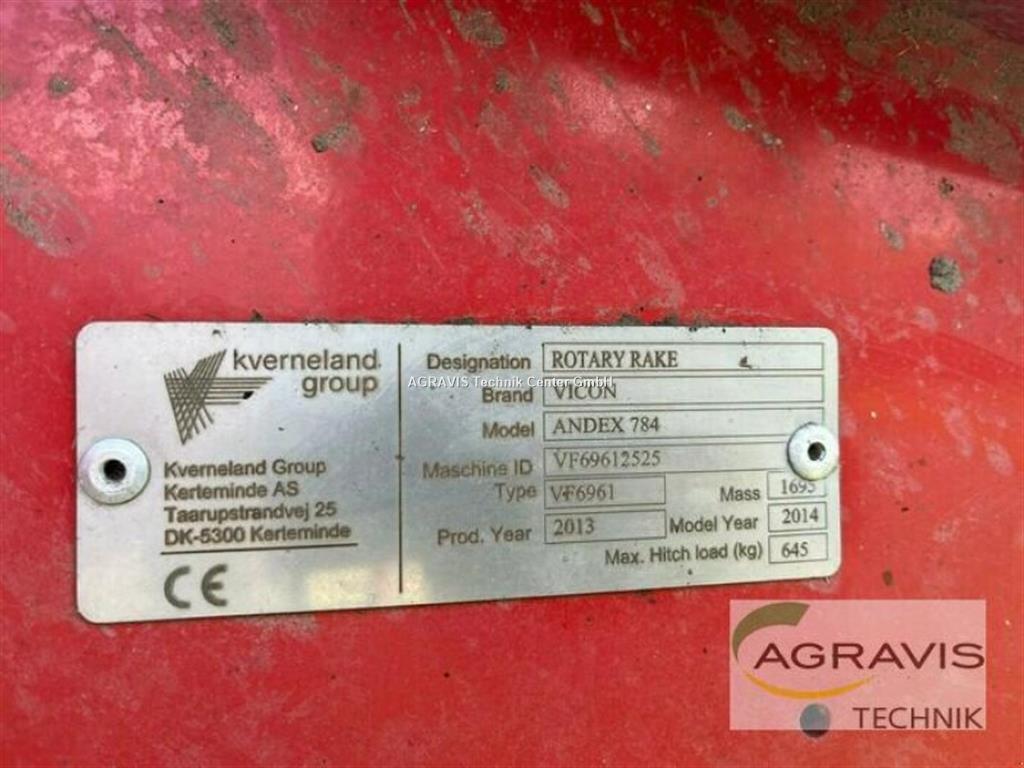 kverneland
group
Kverneland Group
Kerteminde AS
Taarupstrandvej 25
DK-5300 Kerteminde
CE
Designation ROTARY RAKE
AGRAVIS Technik Center GmbH
Brand VICON
Model ANDEX 784
Maschine ID VF69612525
Type VF6961 Mass 1695
Prod. Year 2013 Model Year 2014
Max. Hitch load (kg) 645
AGRAVIS
TECHNIK